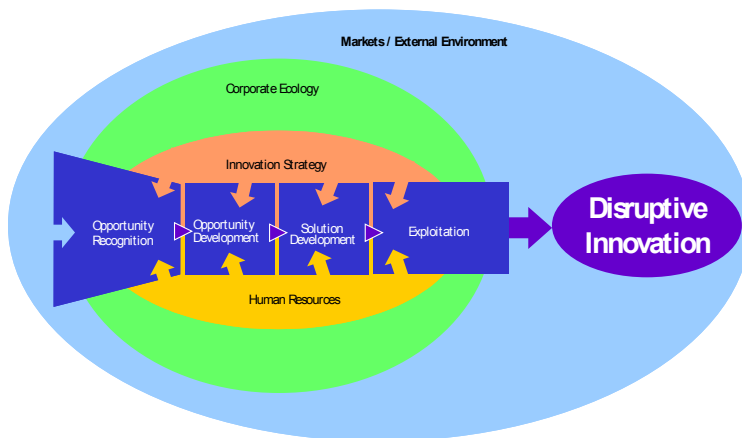 Markets / External Environment
Corporate Ecology
Innovation Strategy
Opportunity
Recognition
Opportunity
Development
Solution
Development
Exploitation
Disruptive
Innovation
Human Resources